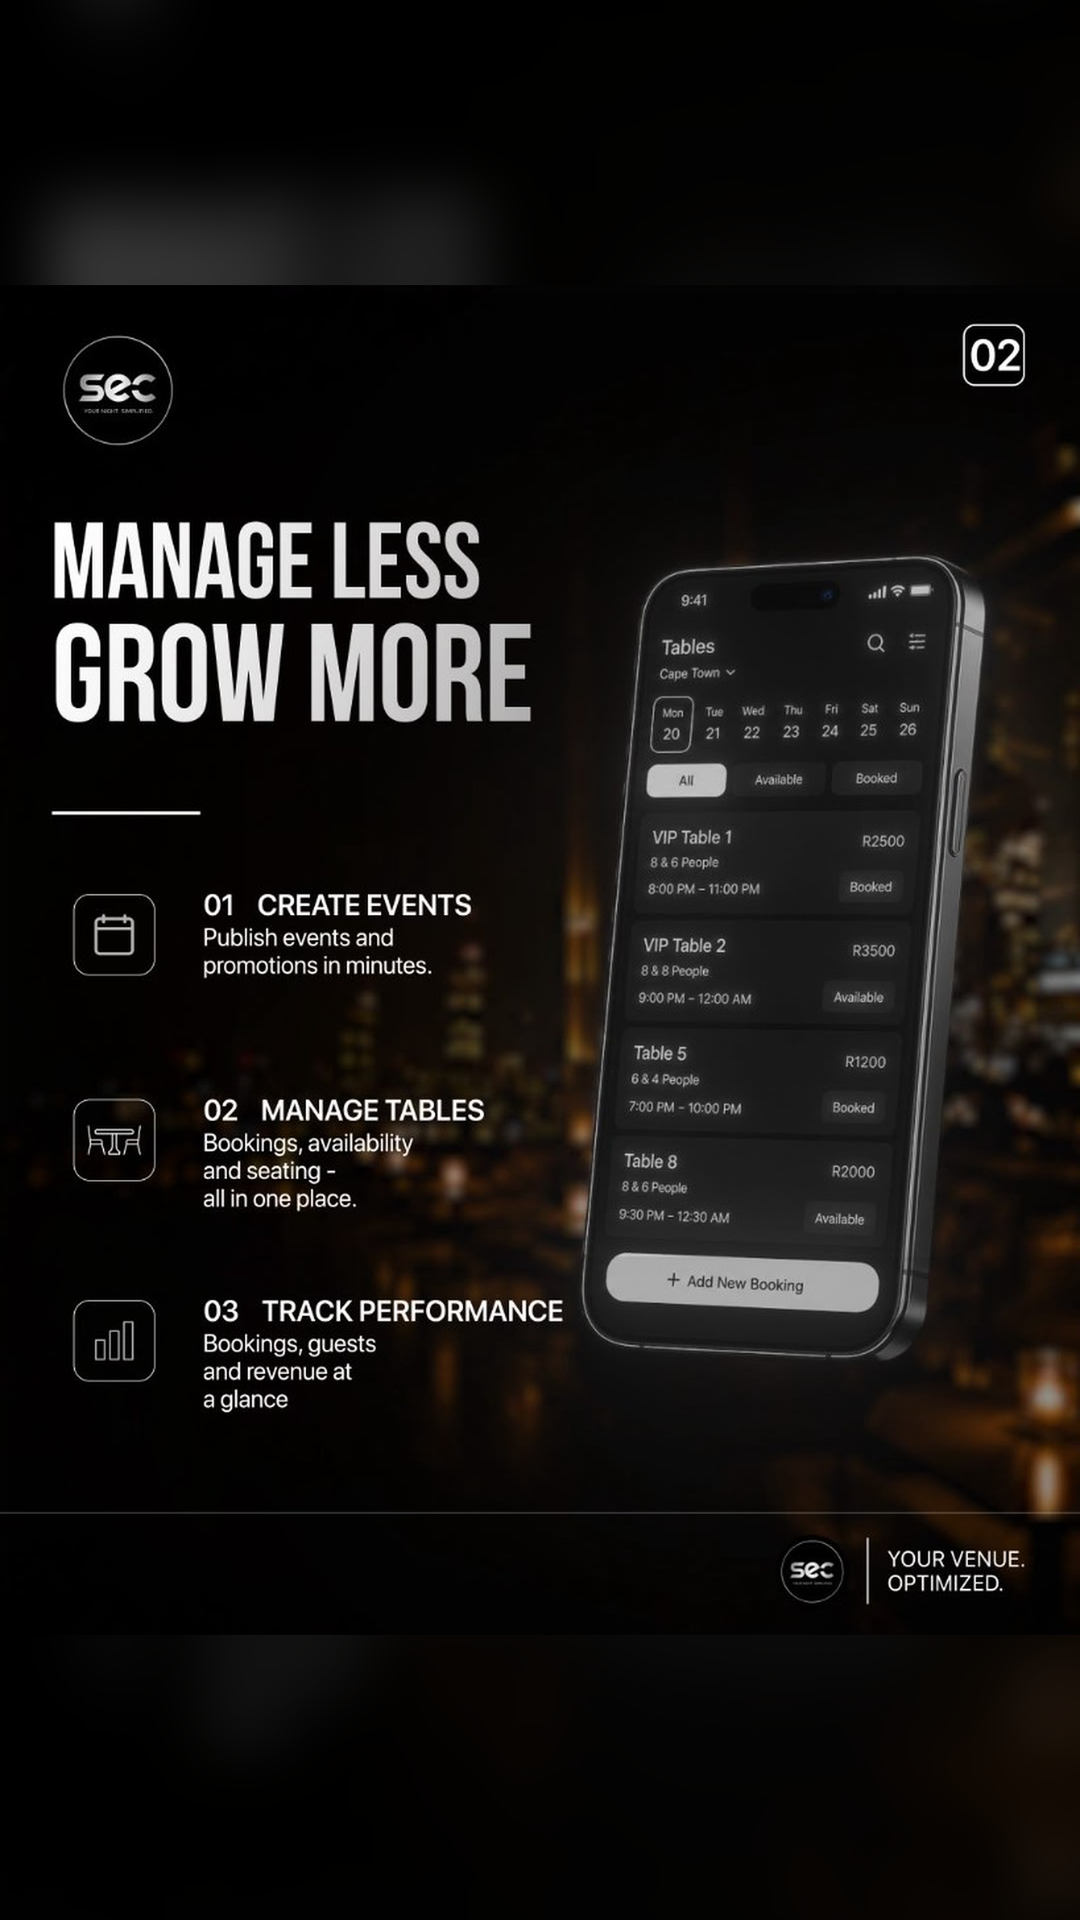 sec
YOUR NIGHT. SIMPLIFIED.
02
MANAGE LESS
GROW MORE
01 CREATE EVENTS
Publish events and
promotions in minutes.
02 MANAGE TABLES
Bookings, availability
and seating -
all in one place.
03 TRACK PERFORMANCE
Bookings, guests
and revenue at
a glance
9:41
Tables
Cape Town
Mon Tue Wed Thu Fri Sat Sun
20 21 22 23 24 25 26
All Available Booked
VIP Table 1 R2500
8 & 6 People
8:00 PM – 11:00 PM Booked
VIP Table 2 R3500
8 & 8 People
9:00 PM – 12:00 AM Available
Table 5 R1200
6 & 4 People
7:00 PM – 10:00 PM Booked
Table 8 R2000
8 & 6 People
9:30 PM – 12:30 AM Available
+ Add New Booking
sec
YOUR VENUE.
OPTIMIZED.